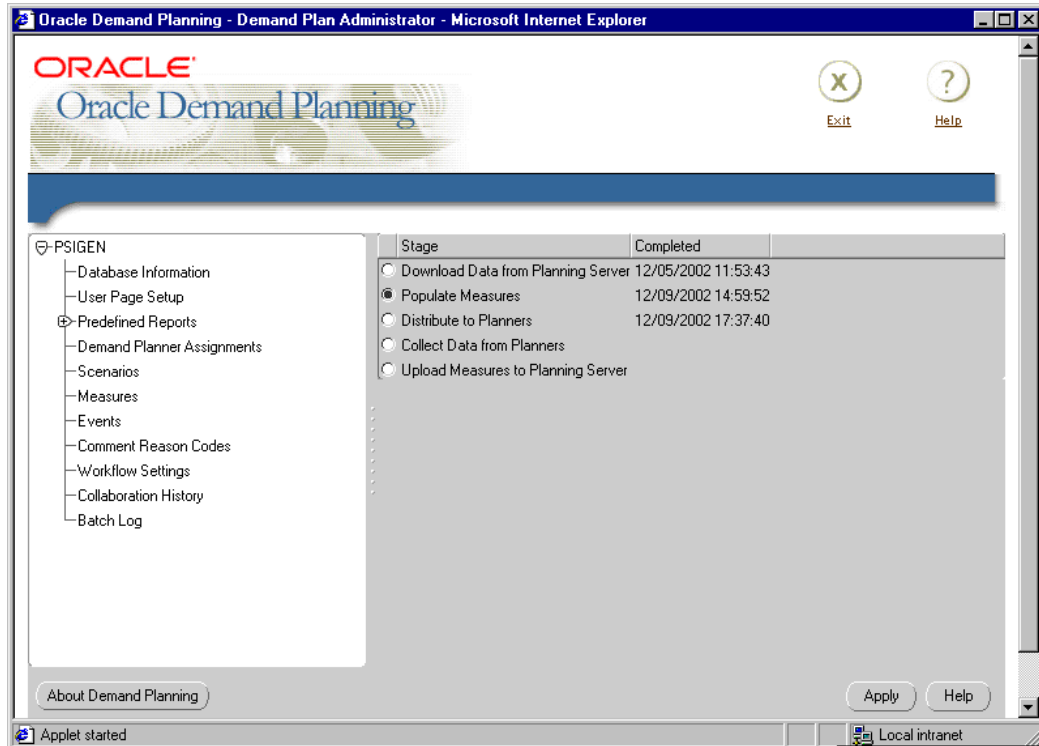 Oracle Demand Planning - Demand Plan Administrator - Microsoft Internet Explorer
ORACLE
Oracle Demand Planning
X
Exit
?
Help
PSIGEN
Database Information
User Page Setup
Predefined Reports
Demand Planner Assignments
Scenarios
Measures
Events
Comment Reason Codes
Workflow Settings
Collaboration History
Batch Log
Stage Completed
Download Data from Planning Server 12/05/2002 11:53:43
Populate Measures 12/09/2002 14:59:52
Distribute to Planners 12/09/2002 17:37:40
Collect Data from Planners
Upload Measures to Planning Server
About Demand Planning
Apply
Help
Applet started
Local intranet